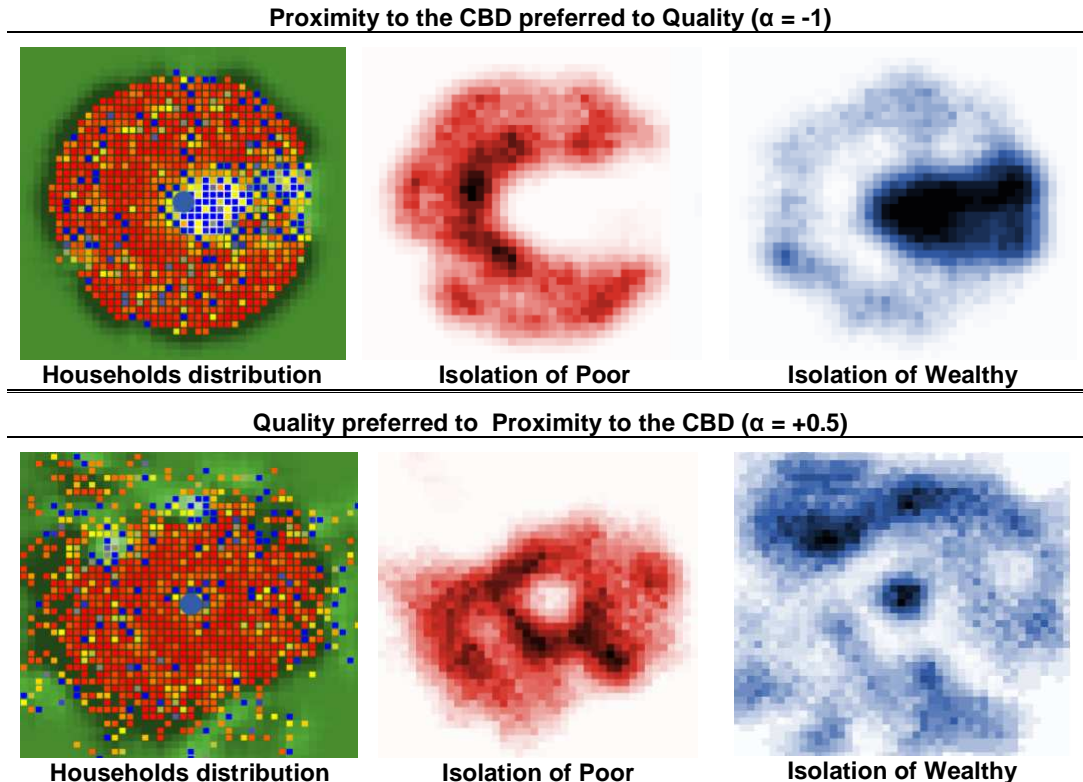 Proximity to the CBD preferred to Quality (α = -1)
Households distribution Isolation of Poor Isolation of Wealthy
Quality preferred to Proximity to the CBD (α = +0.5)
Households distribution Isolation of Poor Isolation of Wealthy